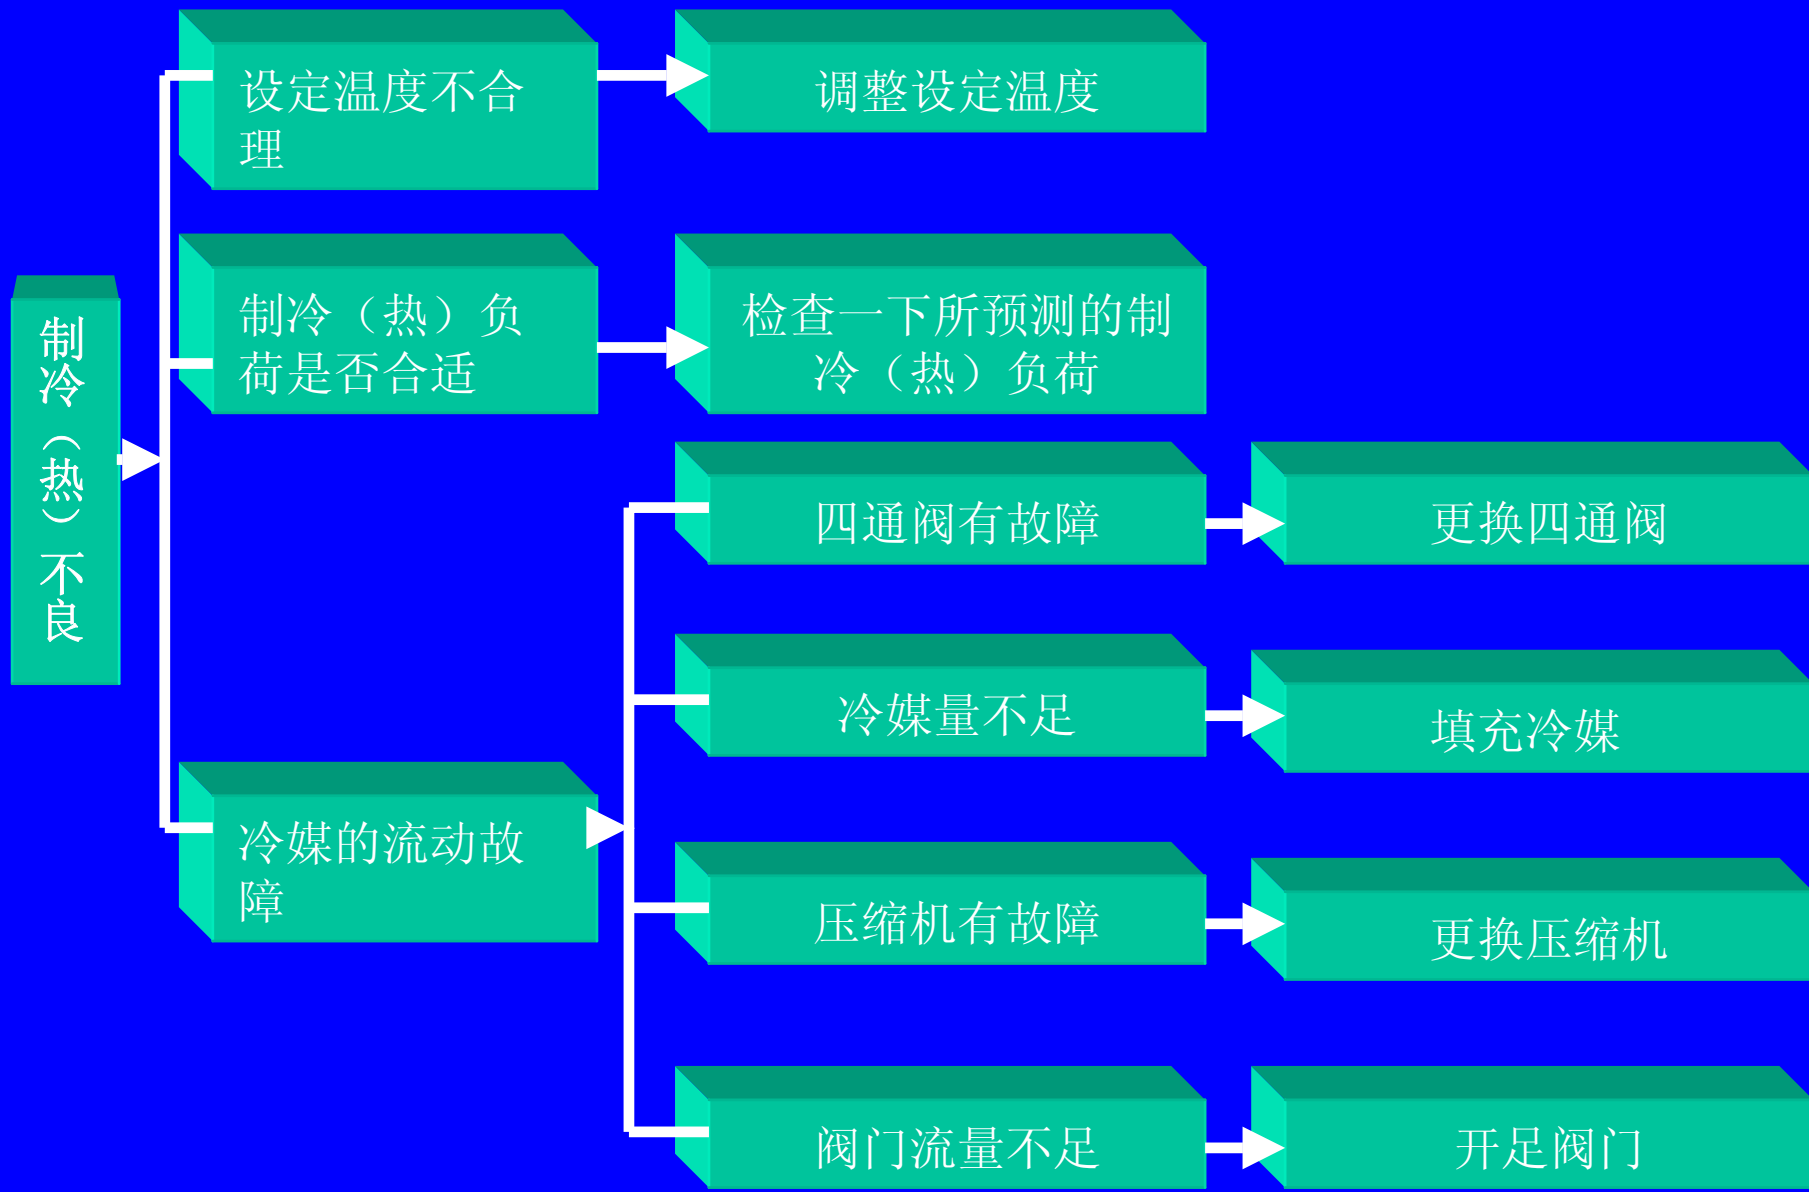 制冷（热）不良
设定温度不合
理
调整设定温度
制冷（热）负
荷是否合适
检查一下所预测的制
冷（热）负荷
冷媒的流动故
障
四通阀有故障
更换四通阀
冷媒量不足
填充冷媒
压缩机有故障
更换压缩机
阀门流量不足
开足阀门